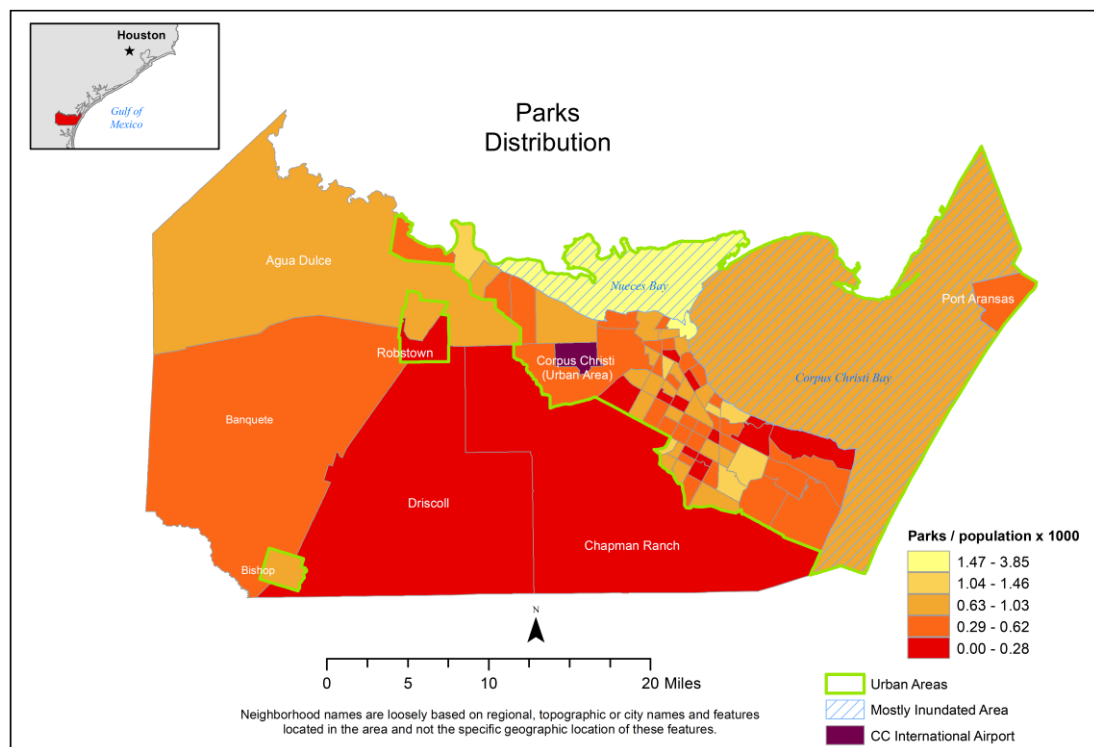 Houston
Gulf of
Mexico
Parks
Distribution
Agua Dulce
Nueces Bay
Port Aransas
Robstown
Corpus Christi
(Urban Area)
Corpus Christi Bay
Banquete
Driscoll
Chapman Ranch
Bishop
Parks / population x 1000
1.47 - 3.85
1.04 - 1.46
0.63 - 1.03
0.29 - 0.62
0.00 - 0.28
N
0 5 10 20 Miles
Urban Areas
Mostly Inundated Area
CC International Airport
Neighborhood names are loosely based on regional, topographic or city names and features
located in the area and not the specific geographic location of these features.